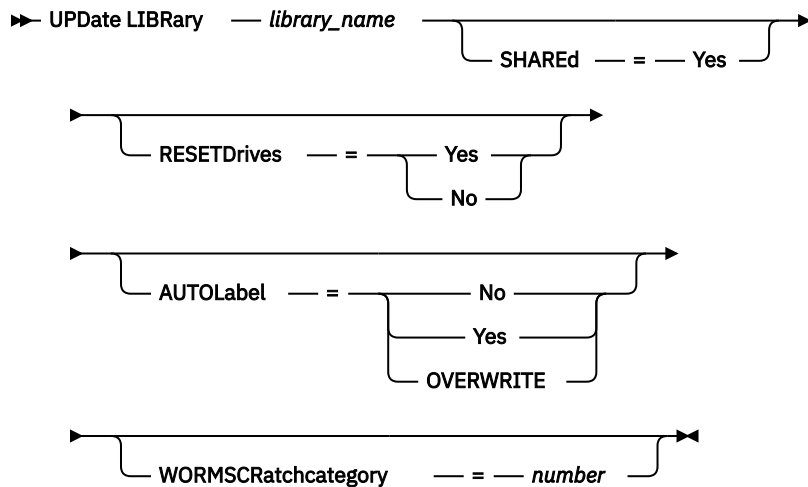 UPDate LIBRary library_name
SHAREd = Yes
RESETDrives = Yes
No
AUTOLabel = No
Yes
OVERWRITE
WORMSCRatchcategory = number